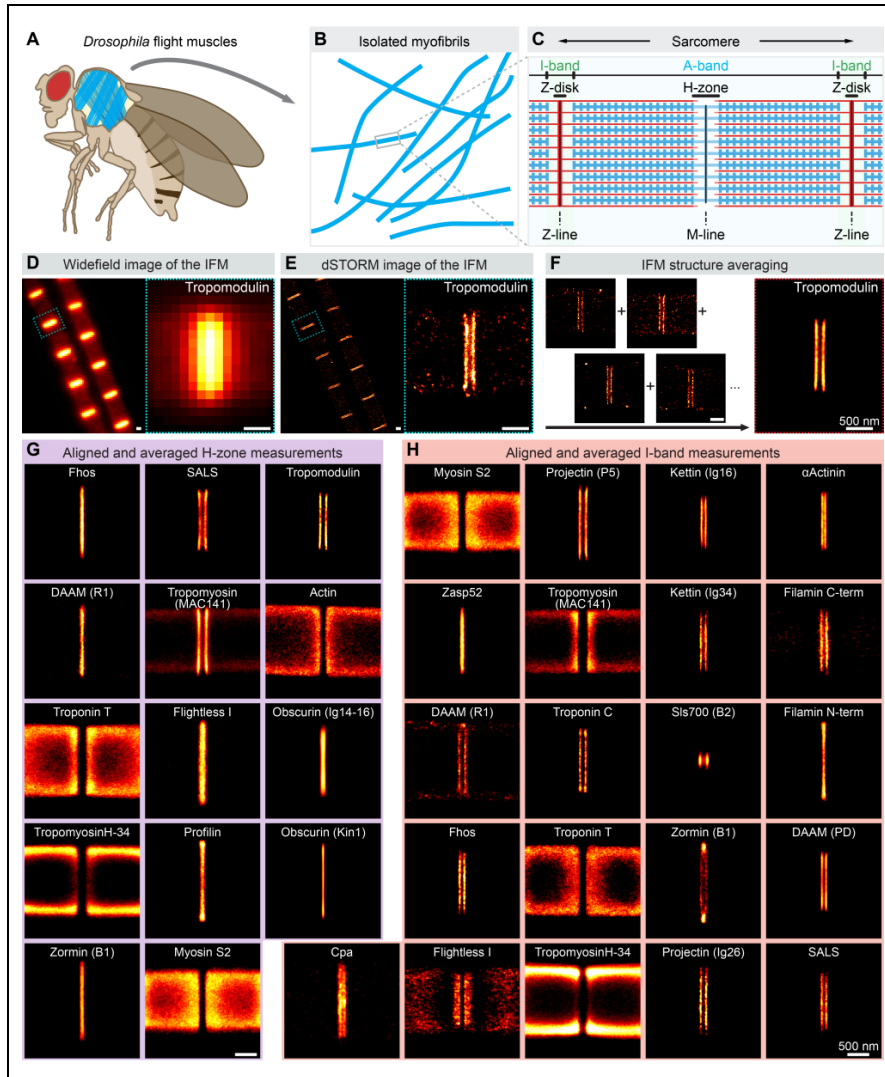 A
Drosophila flight muscles
B
Isolated myofibrils
C
Sarcomere
I-band
A-band
I-band
Z-disk
H-zone
Z-disk
Z-line
M-line
Z-line
D
Widefield image of the IFM
Tropomodulin
E
dSTORM image of the IFM
Tropomodulin
F
IFM structure averaging
+
+
+
...
Tropomodulin
500 nm
G
Aligned and averaged H-zone measurements
Fhos
SALS
Tropomodulin
DAAM (R1)
Tropomyosin
(MAC141)
Actin
Troponin T
Flightless I
Obscurin (Ig14-16)
TropomyosinH-34
Profilin
Obscurin (Kin1)
Zormin (B1)
Myosin S2
H
Aligned and averaged I-band measurements
Myosin S2
Projectin (P5)
Kettin (Ig16)
αActinin
Zasp52
Tropomyosin
(MAC141)
Kettin (Ig34)
Filamin C-term
DAAM (R1)
Troponin C
Sls700 (B2)
Filamin N-term
Fhos
Troponin T
Zormin (B1)
DAAM (PD)
Cpa
Flightless I
TropomyosinH-34
Projectin (Ig26)
SALS
500 nm